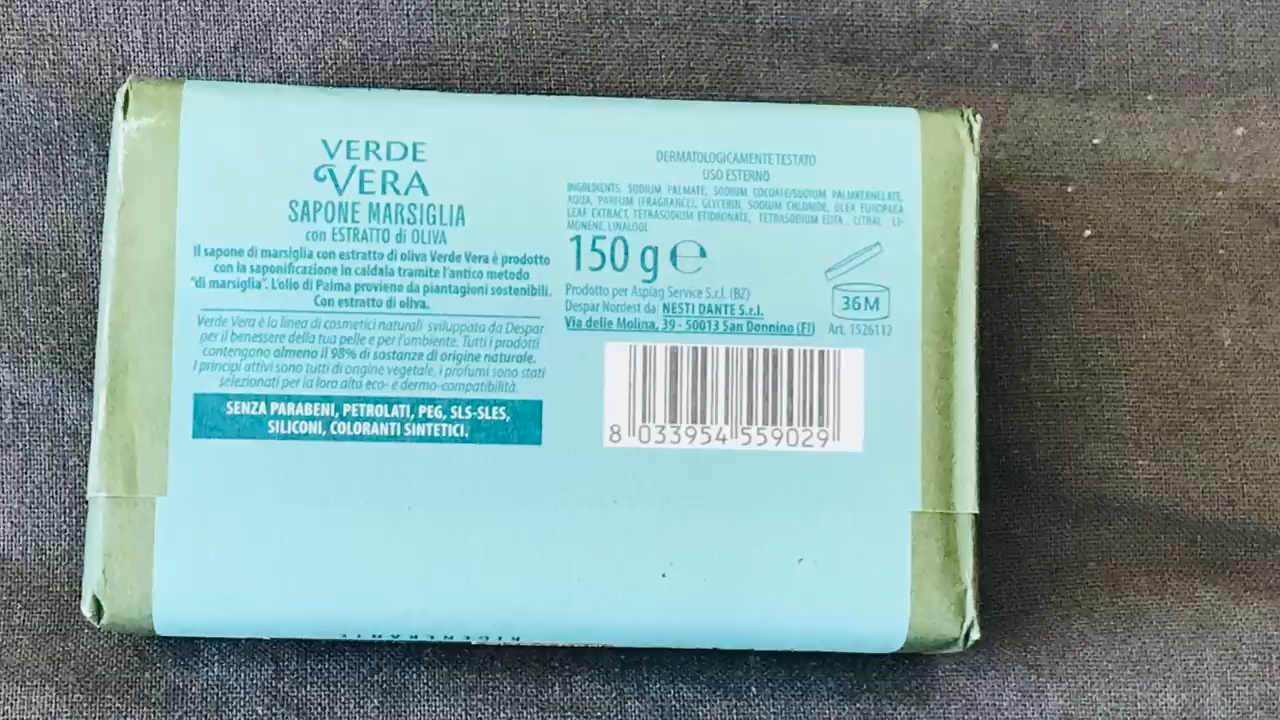 VERDE
VERA
SAPONE MARSIGLIA
con ESTRATTO di OLIVA
Il sapone di marsiglia con estratto di oliva Verde Vera è prodotto
con la saponificazione in caldaia tramite l'antico metodo
"di marsiglia". L'olio di Palma proviene da piantagioni sostenibili.
Con estratto di oliva.
Verde Vera è la linea di cosmetici naturali sviluppata da Despar
per il benessere della tua pelle e per l'ambiente. Tutti i prodotti
contengono almeno il 98% di sostanze di origine naturale.
I principi attivi sono tutti di origine vegetale, i profumi sono stati
selezionati per la loro alta eco- e dermo-compatibilità.
SENZA PARABENI, PETROLATI, PEG, SLS-SLES,
SILICONI, COLORANTI SINTETICI.
DERMATOLOGICAMENTE TESTATO
USO ESTERNO
INGREDIENTS: SODIUM PALMATE, SODIUM COCOATE/SODIUM PALMKERNELATE,
AQUA, PARFUM (FRAGRANCE), GLYCERIN, SODIUM CHLORIDE, OLEA EUROPAEA
LEAF EXTRACT, TETRASODIUM ETIDRONATE, TETRASODIUM EDTA, CITRAL, LI-
MONENE, LINALOOL
150 g e
36 M
Prodotto per Aspiag Service S.r.l. (BZ)
Despar Nordest da: NESTI DANTE S.r.l.
Via delle Molina, 39 - 50013 San Donnino (FI)
Art. 1526112
8 033954 559029